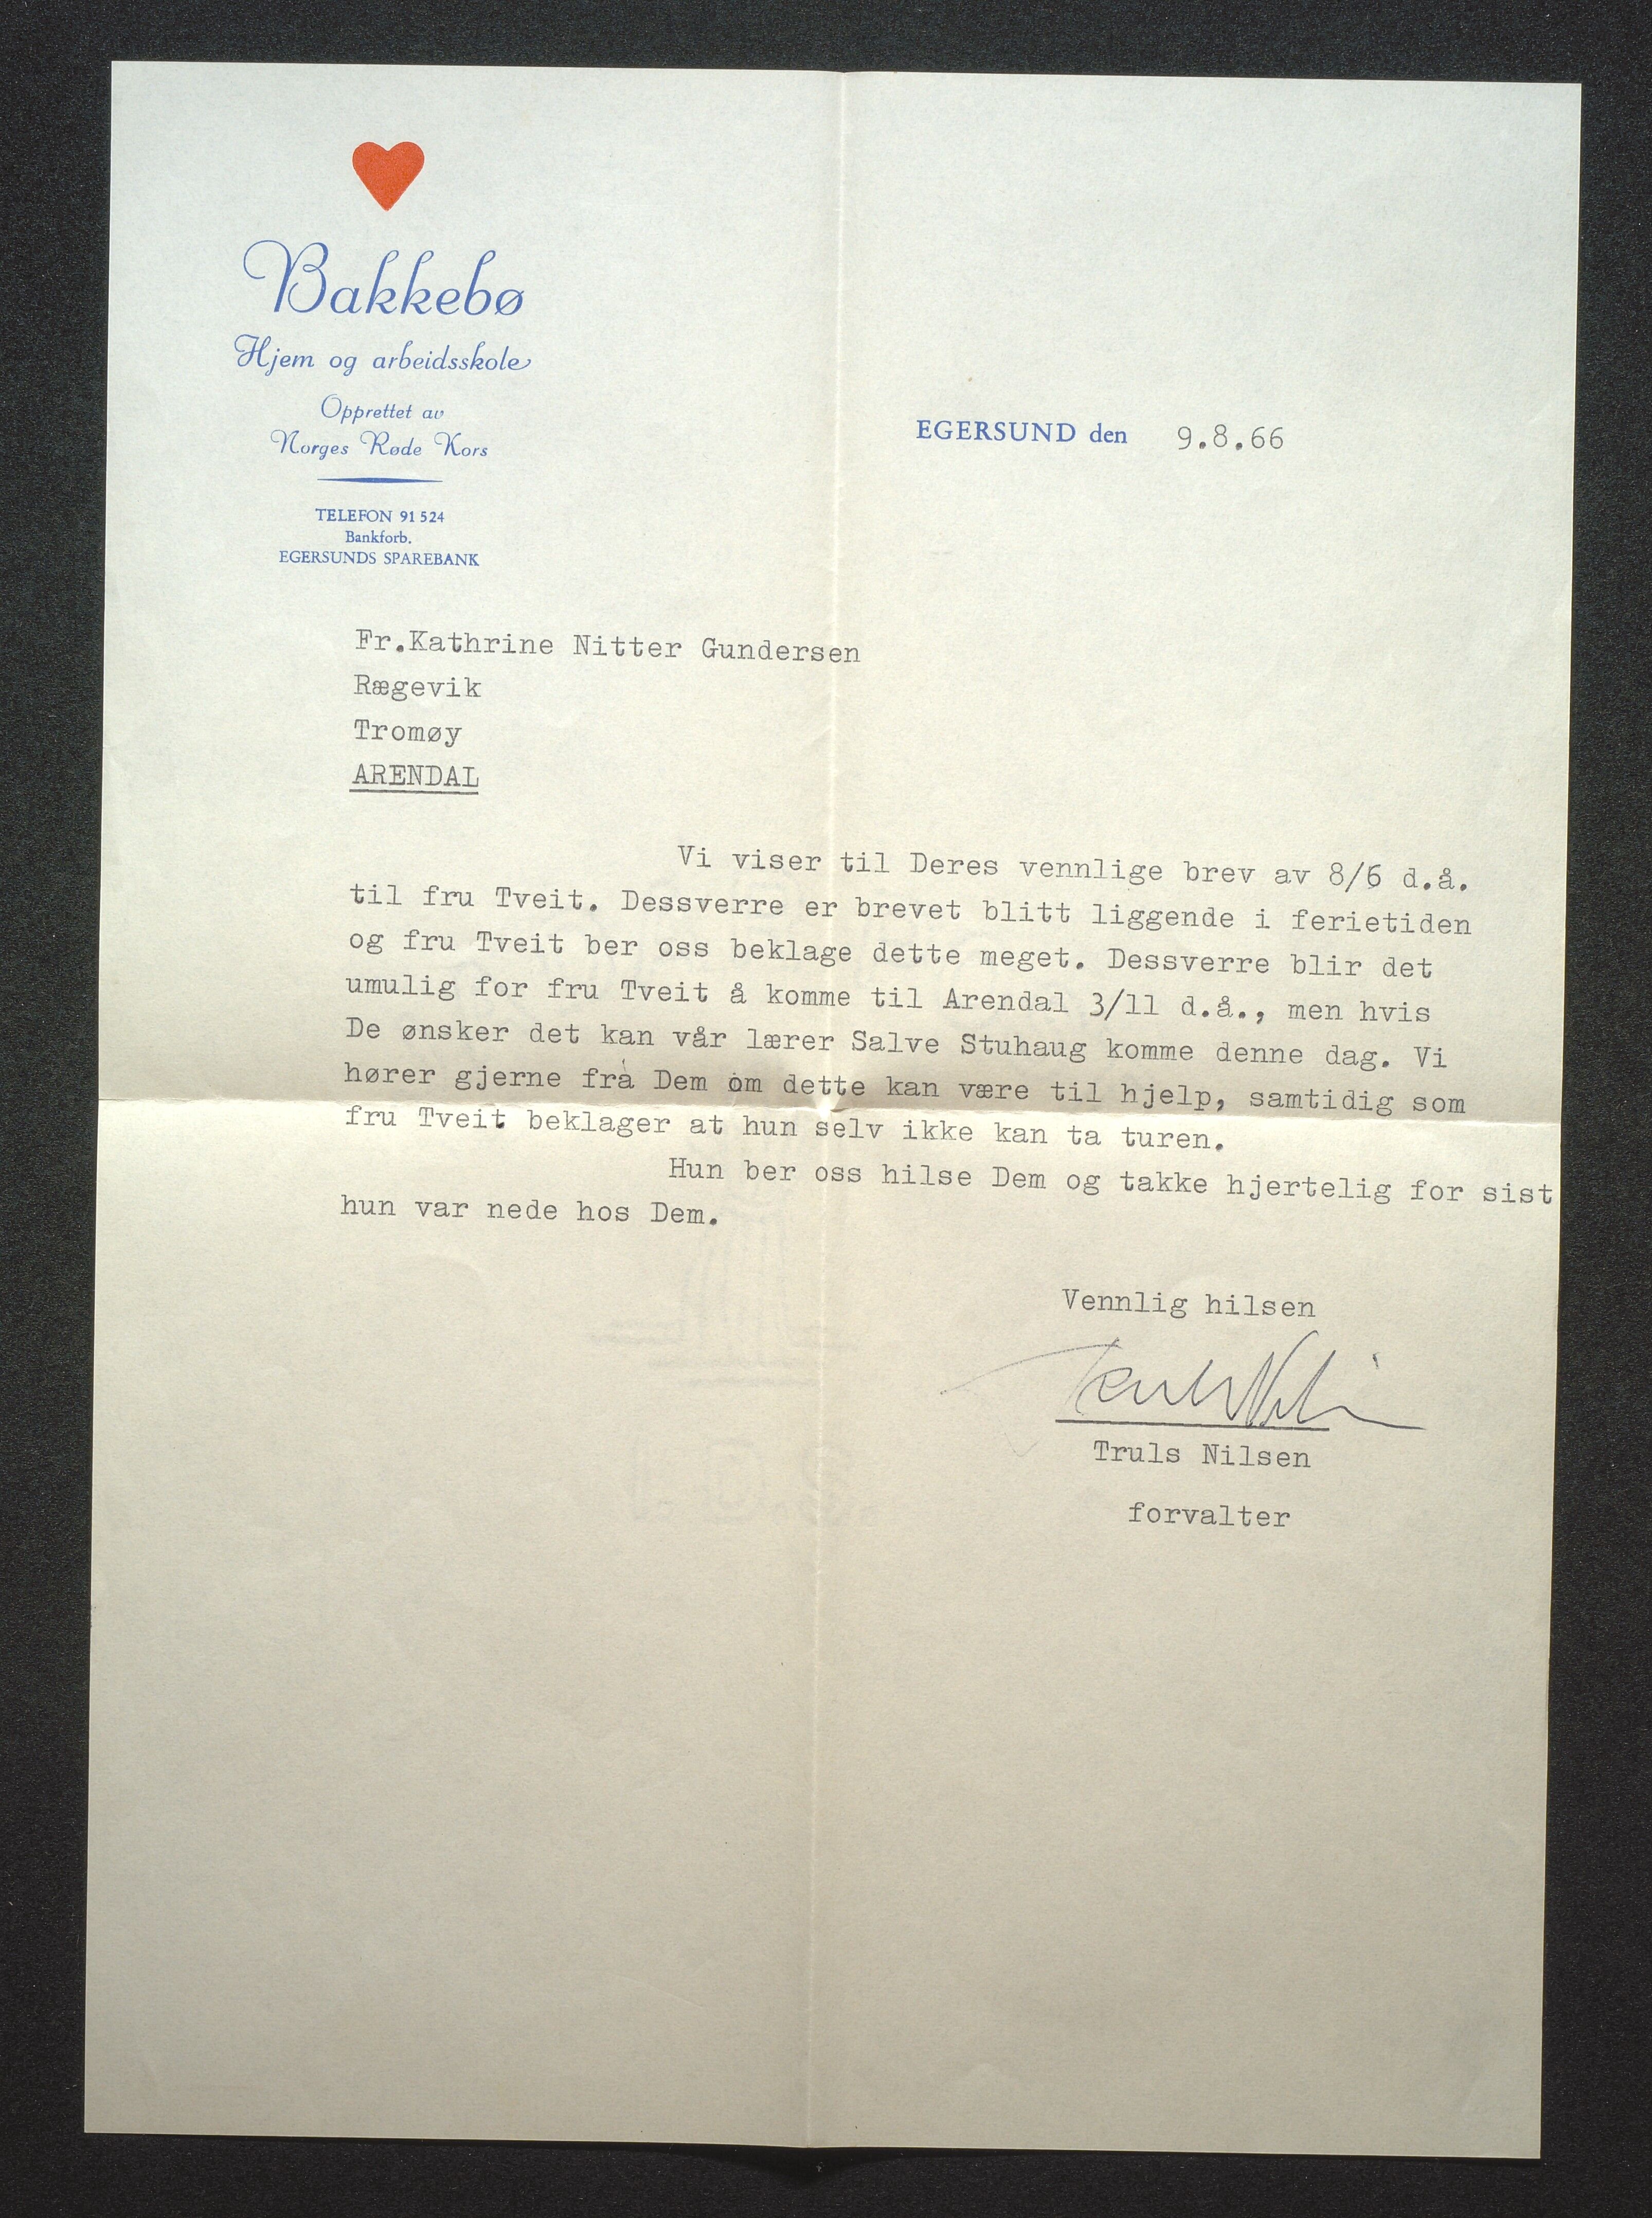 Bakkebø
Hjem og arbeidsskole
Opprettet av
Norges Røde Kors
TELEFON 91 524
Bankforb.
EGERSUNDS SPAREBANK
EGERSUND den 9.8.66
Fr.Kathrine Nitter Gundersen
Rægevik
Tromøy
ARENDAL
Vi viser til Deres vennlige brev av 8/6 d.å.
til fru Tveit. Dessverre er brevet blitt liggende i ferietiden
og fru Tveit ber oss beklage dette meget. Dessverre blir det
umulig for fru Tveit å komme til Arendal 3/11 d.å., men hvis
De ønsker det kan vår lærer Salve Stuhaug komme denne dag. Vi
hører gjerne fra Dem om dette kan være til hjelp, samtidig som
fru Tveit beklager at hun selv ikke kan ta turen.
Hun ber oss hilse Dem og takke hjertelig for sist
hun var nede hos Dem.
Vennlig hilsen
Truls Nilsen
Truls Nilsen
forvalter